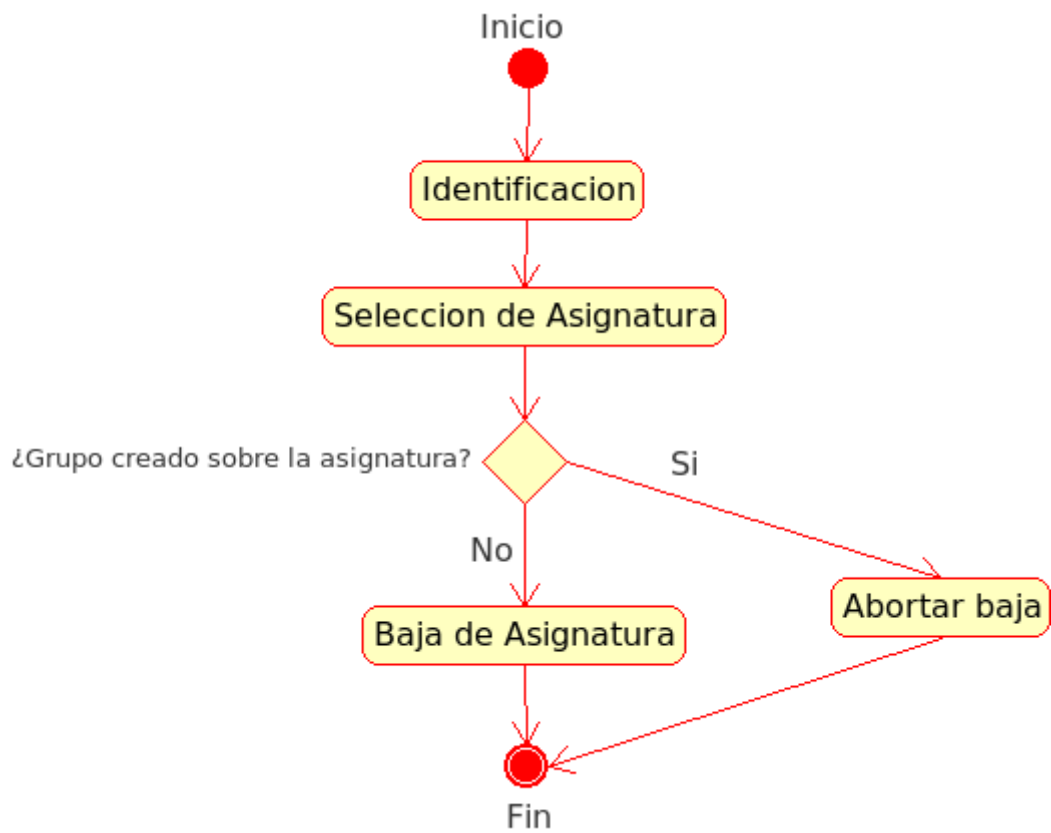 Inicio
Identificacion
Seleccion de Asignatura
¿Grupo creado sobre la asignatura?
Si
No
Abortar baja
Baja de Asignatura
Fin